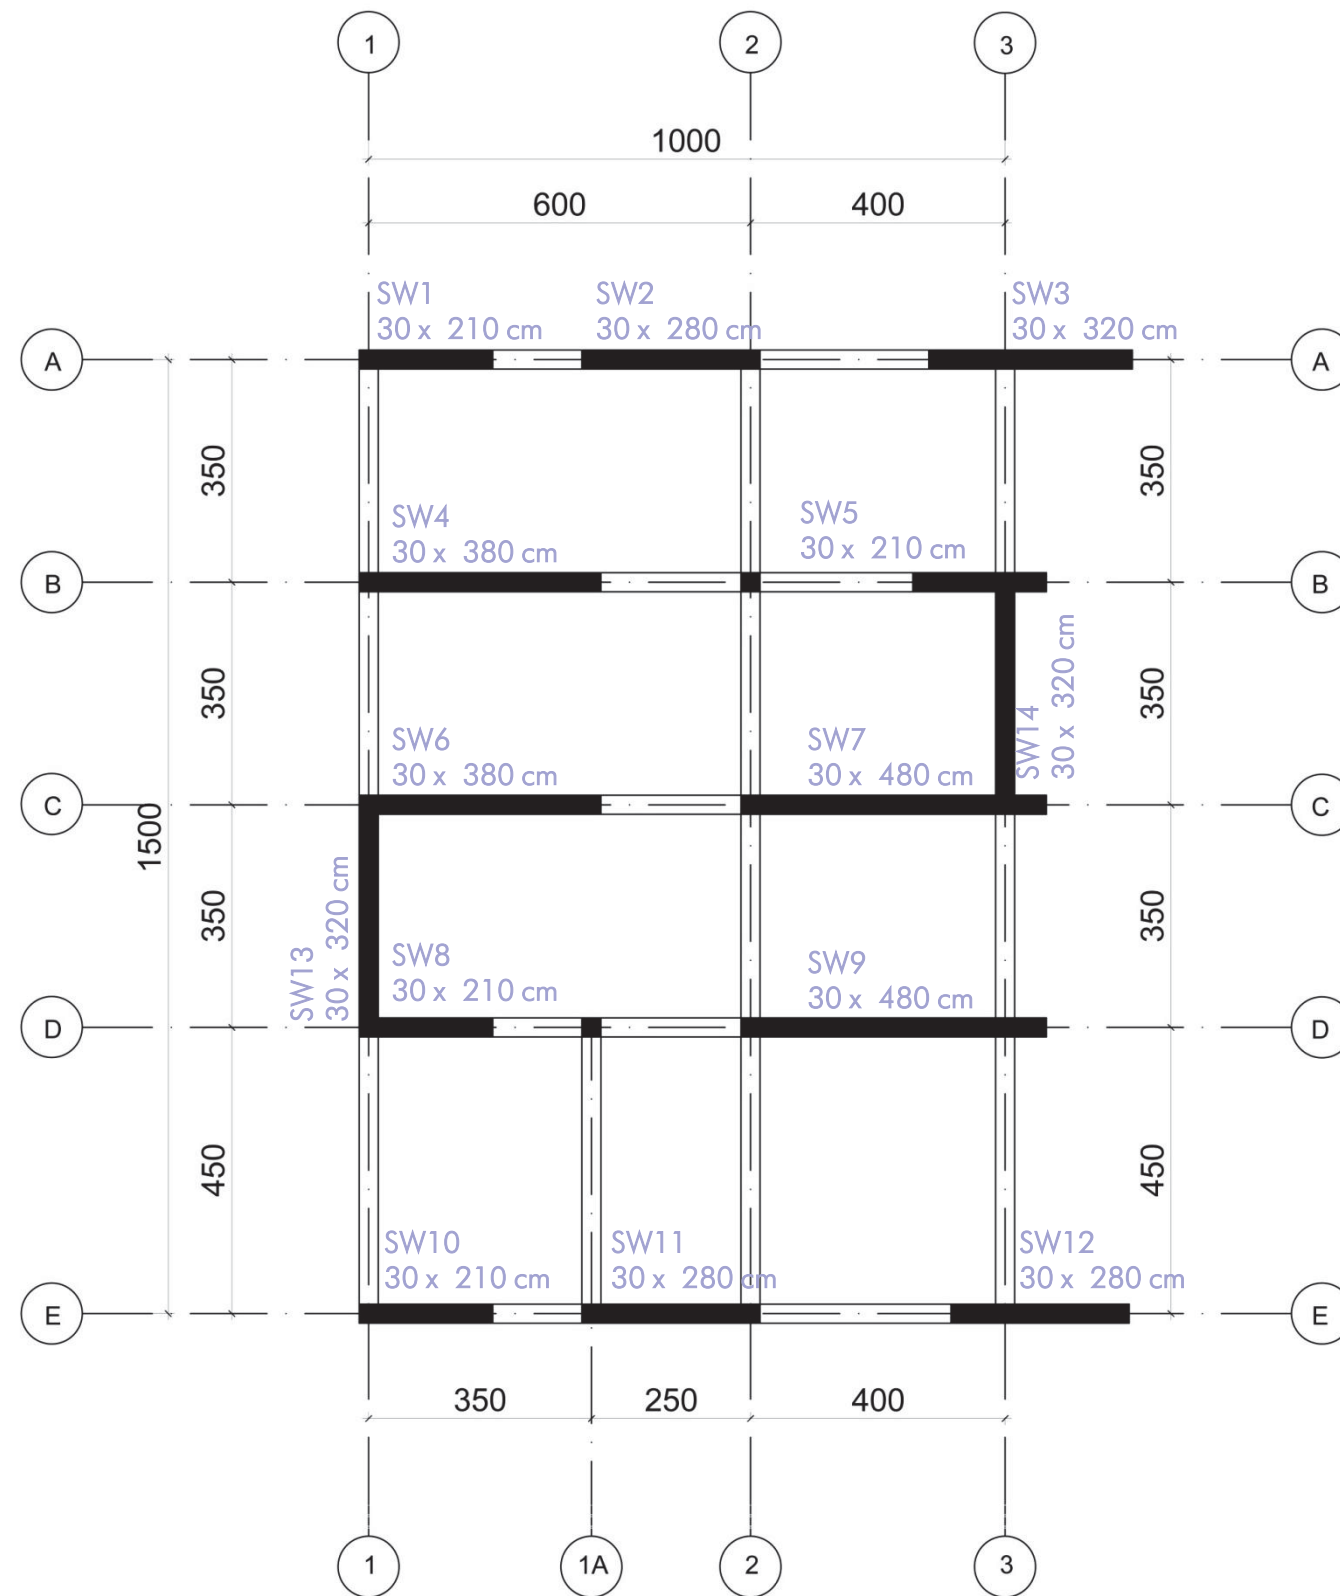 1 2 3
1000
600 400
SW1 SW2 SW3
30 x 210 cm 30 x 280 cm 30 x 320 cm
A A
350 350
SW4 SW5
30 x 380 cm 30 x 210 cm
B B
350 350
SW14
30 x 320 cm
SW6 SW7
30 x 380 cm 30 x 480 cm
C C
1500
350 350
SW13
30 x 320 cm
SW8 SW9
30 x 210 cm 30 x 480 cm
D D
450 450
SW10 SW11 SW12
30 x 210 cm 30 x 280 cm 30 x 280 cm
E E
350 250 400
1 1A 2 3